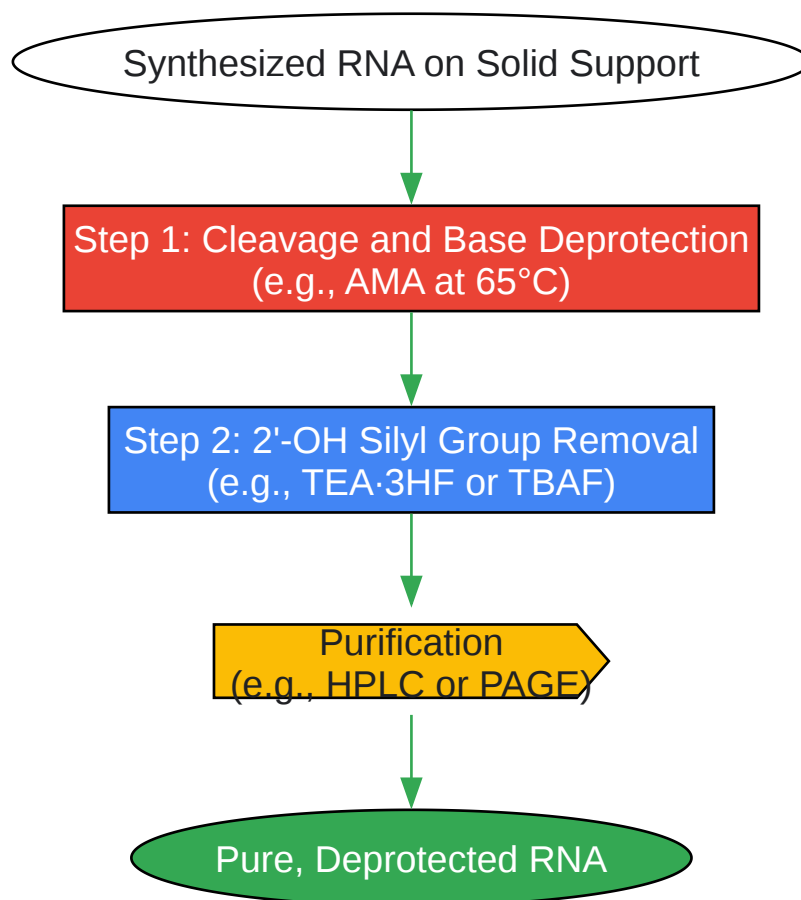 Synthesized RNA on Solid Support
Step 1: Cleavage and Base Deprotection
(e.g., AMA at 65°C)
Step 2: 2'-OH Silyl Group Removal
(e.g., TEA·3HF or TBAF)
Purification
(e.g., HPLC or PAGE)
Pure, Deprotected RNA